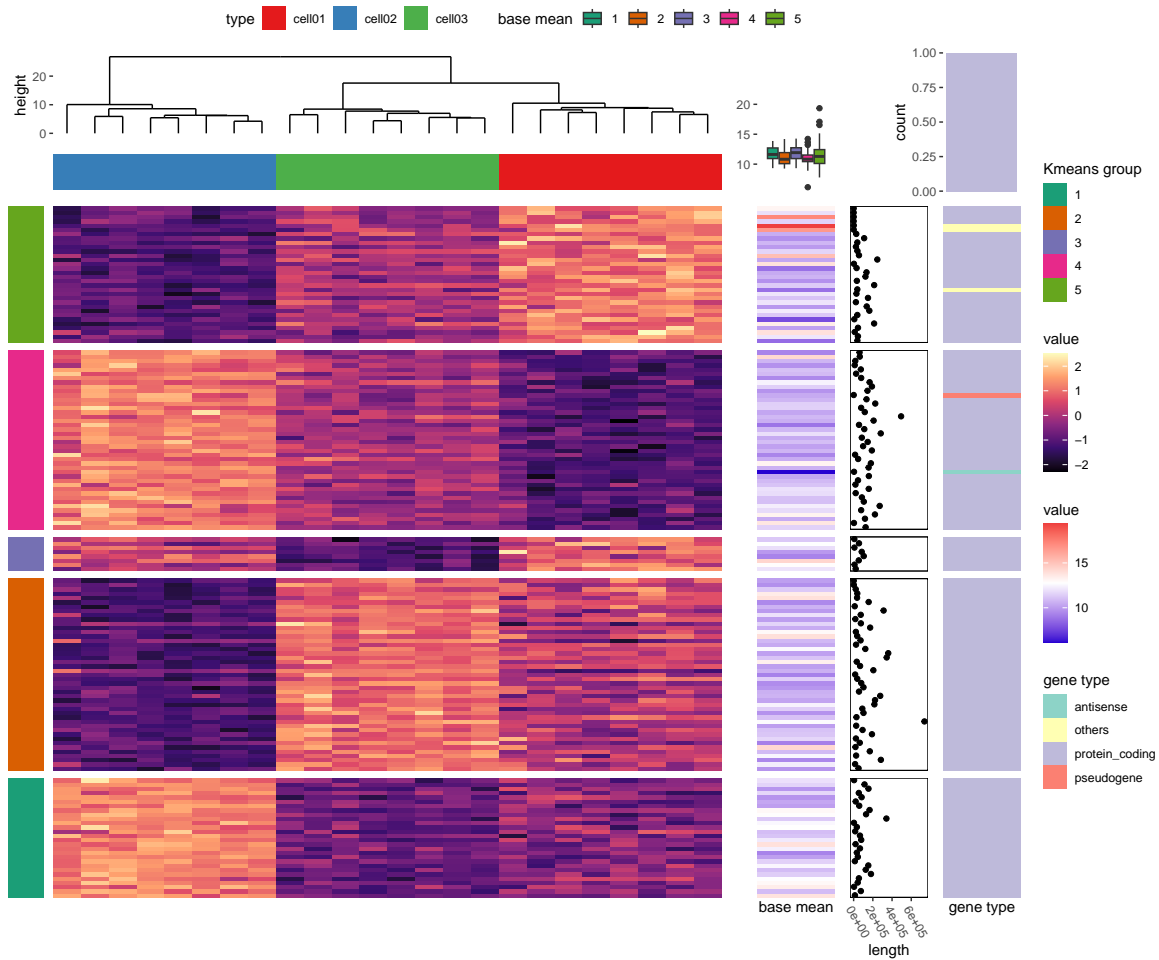 type cell01 cell02 cell03 base mean 1 2 3 4 5
height
20
10
0
20
15
10
count
1.00
0.75
0.50
0.25
0.00
Kmeans group
1
2
3
4
5
value
2
1
0
−1
−2
value
15
10
gene type
antisense
others
protein_coding
pseudogene
base mean
0e+00
2e+05
4e+05
6e+05
length
gene type